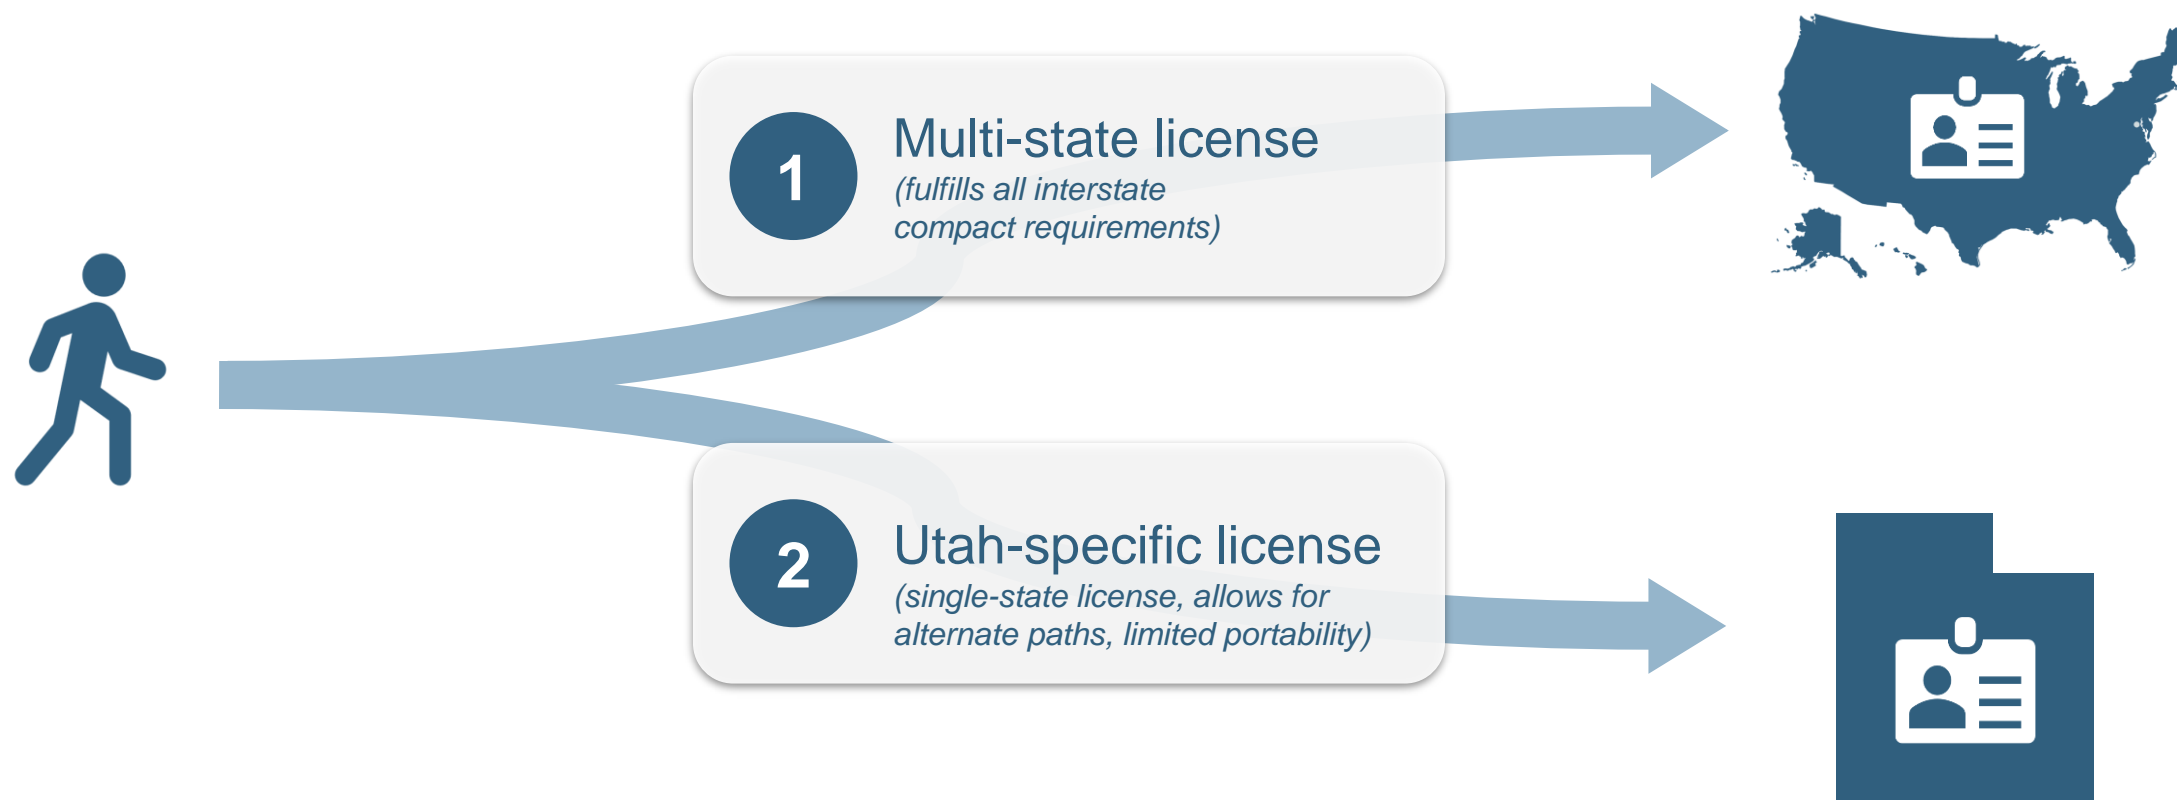 1
Multi-state license
(fulfills all interstate
compact requirements)
2
Utah-specific license
(single-state license, allows for
alternate paths, limited portability)